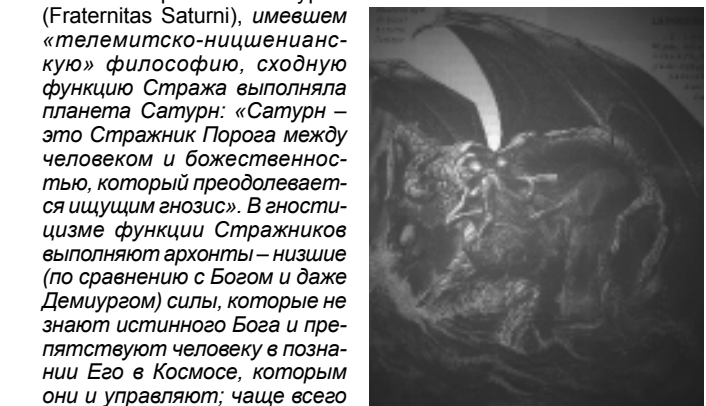 (Fraternitas Saturni), имевшем
«телемитско-ницшенианс-
кую» философию, сходную
функцию Стража выполняла
планета Сатурн: «Сатурн –
это Стражник Порога между
человеком и божественнос-
тью, который преодолевает-
ся ищущим гнозис». В гности-
цизме функции Стражников
выполняют архонты – низшие
(по сравнению с Богом и даже
Демиургом) силы, которые не
знают истинного Бога и пре-
пятствуют человеку в позна-
нии Его в Космосе, которым
они и управляют; чаще всего